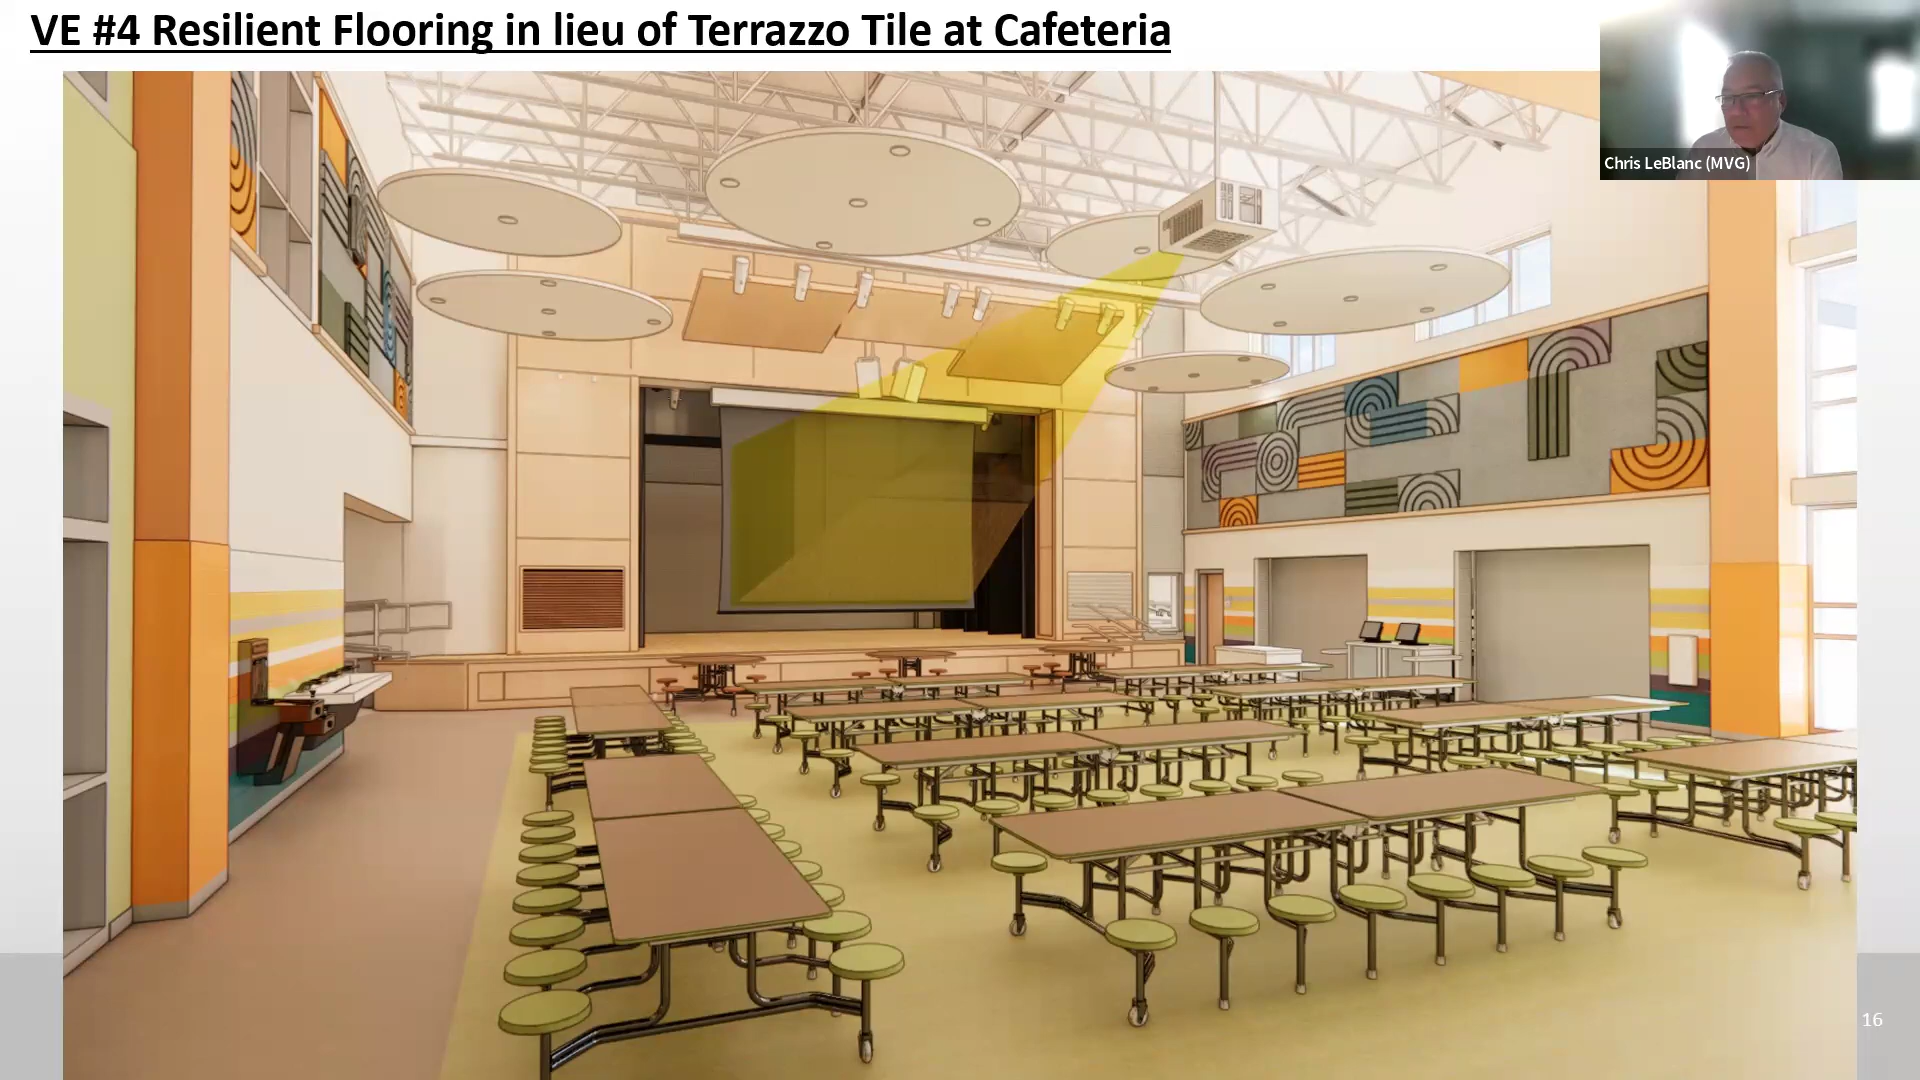 VE #4 Resilient Flooring in lieu of Terrazzo Tile at Cafeteria
Chris LeBlanc (MVG)
16